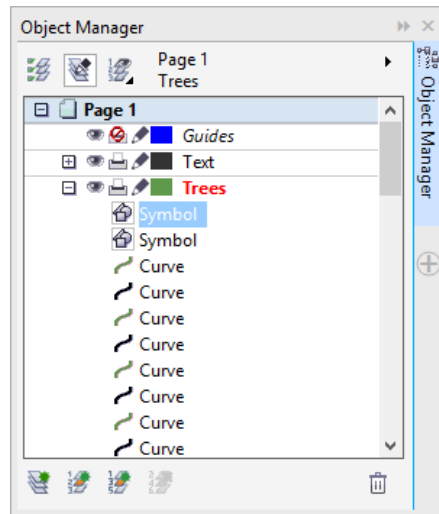 Object Manager
Page 1
Trees
Page 1
Guides
Text
Trees
Symbol
Symbol
Curve
Curve
Curve
Curve
Curve
Curve
Curve
Curve
Object Manager